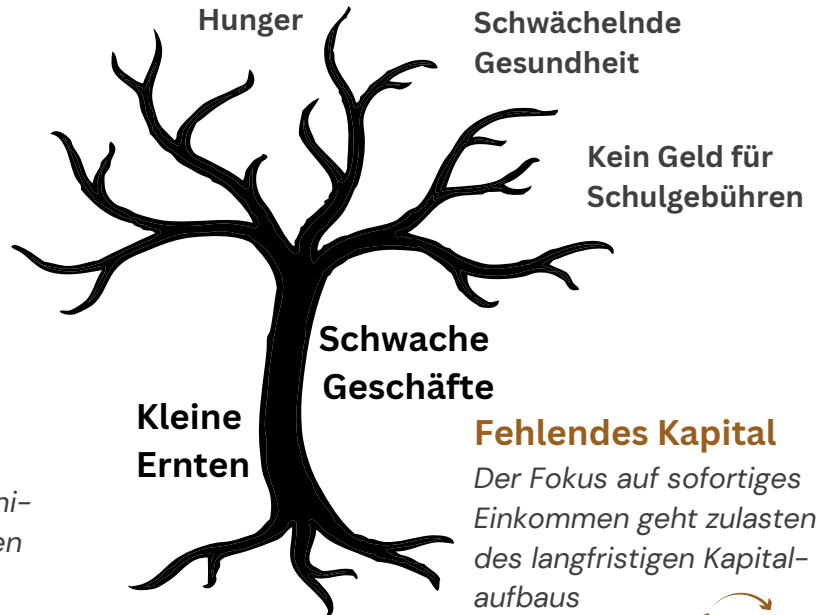 Hunger
Schwächelnde
Gesundheit
Kein Geld für
Schulgebühren
Schwache
Geschäfte
Kleine
Ernten
Fehlendes Kapital
Der Fokus auf sofortiges
Einkommen geht zulasten
des langfristigen Kapital-
aufbaus